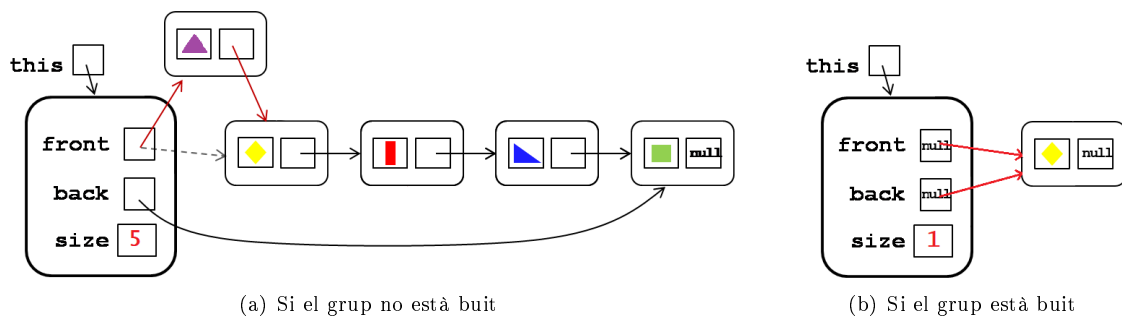 this
front
back
size 5
null
(a) Si el grup no està buit
this
front null
back null
size 1
null
(b) Si el grup està buit